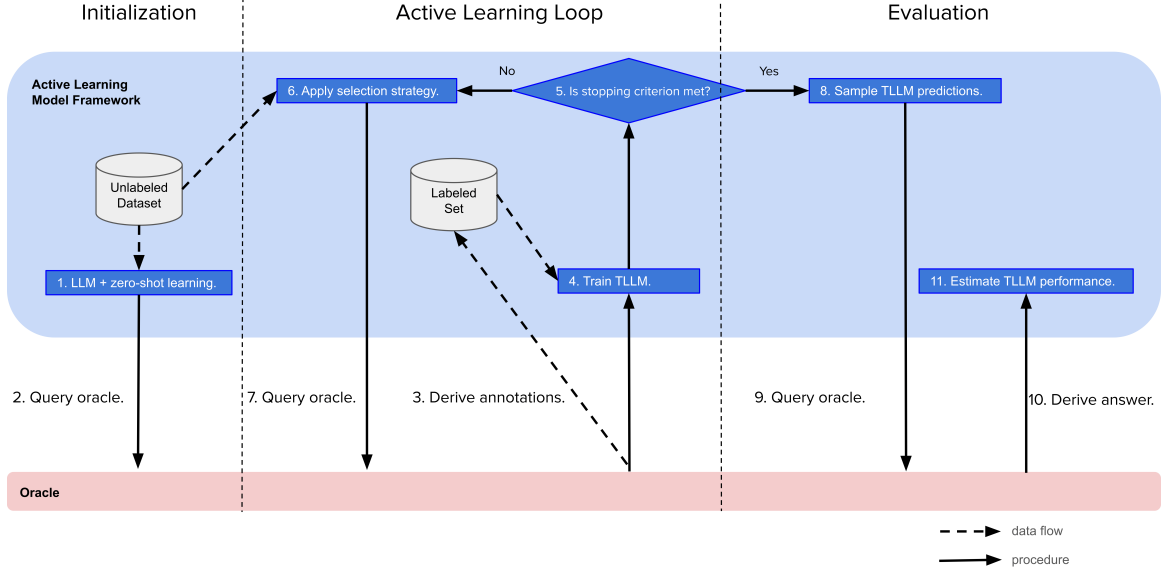 Initialization
Active Learning Loop
Evaluation
Active Learning
Model Framework
6. Apply selection strategy.
No
5. Is stopping criterion met?
Yes
8. Sample TLLM predictions.
Unlabeled
Dataset
Labeled
Set
1. LLM + zero-shot learning.
4. Train TLLM.
11. Estimate TLLM performance.
2. Query oracle.
7. Query oracle.
3. Derive annotations.
9. Query oracle.
10. Derive answer.
Oracle
data flow
procedure